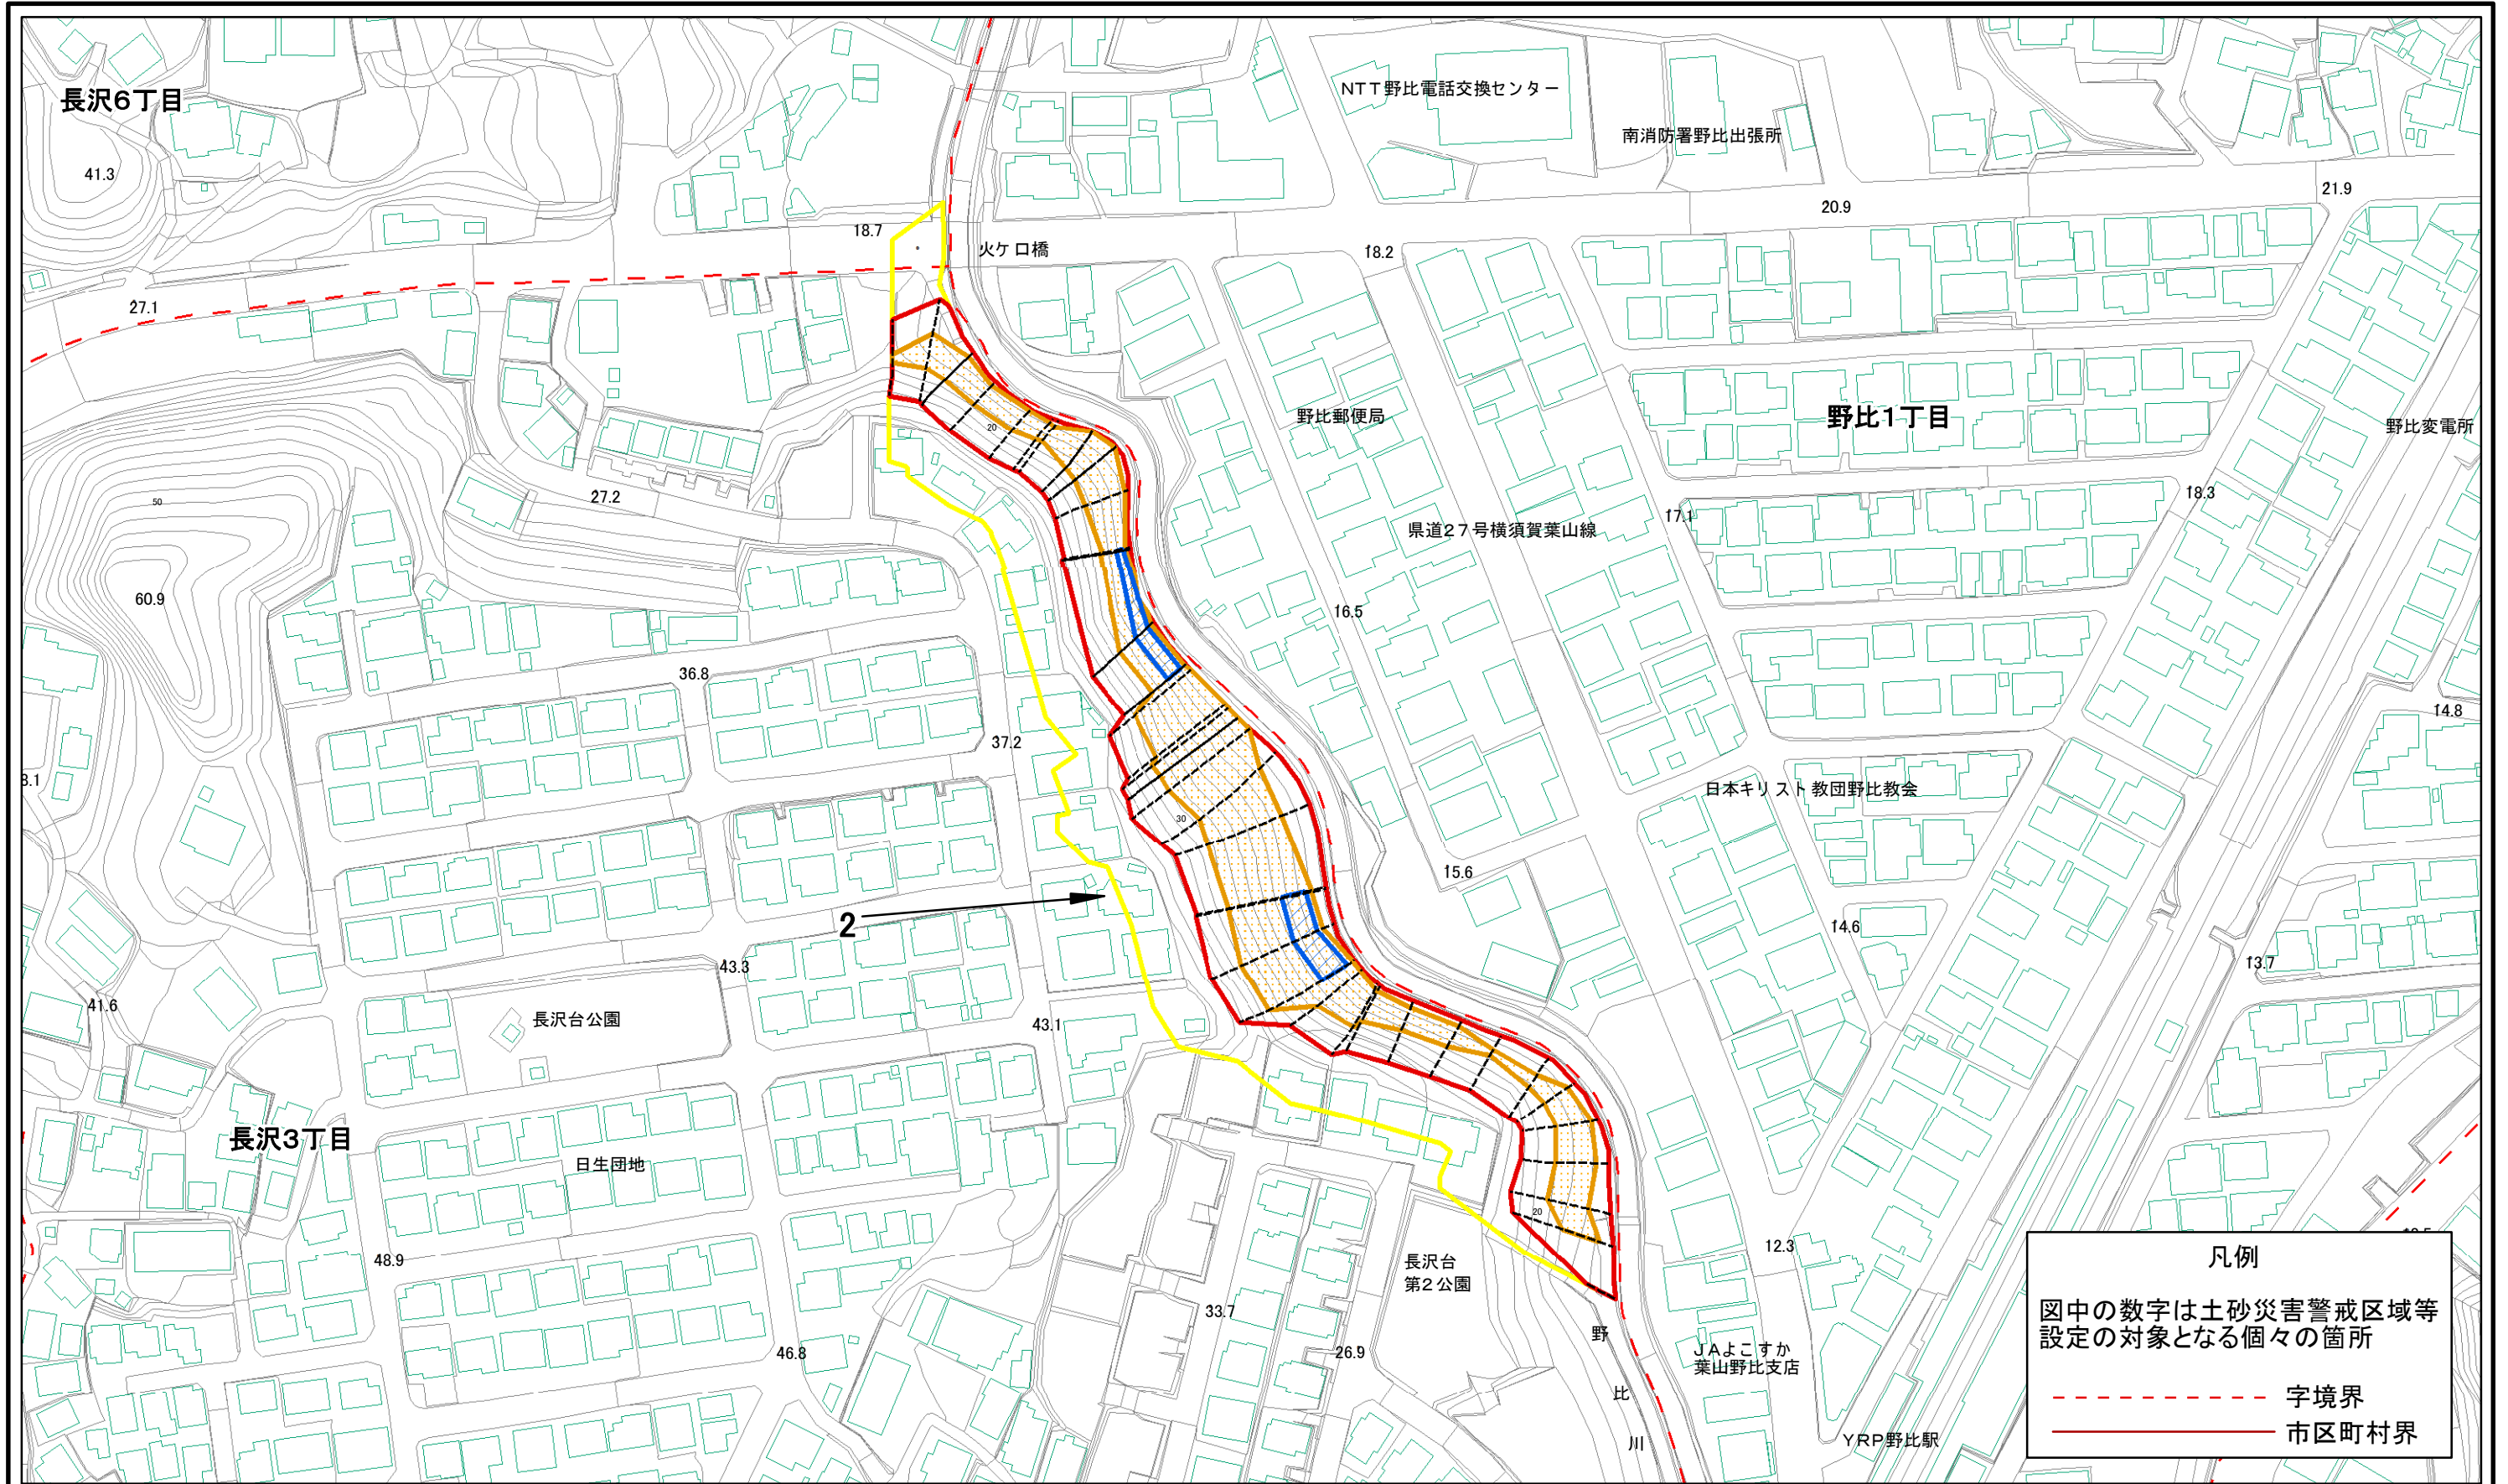 長沢6丁目
41.3
NTT野比電話交換センター
南消防署野比出張所
21.9
20.9
18.7
火ケロ橋
18.2
27.1
野比郵便局
野比1丁目
野比変電所
20
50
27.2
18.3
県道27号横須賀葉山線
17.1
60.9
16.5
36.8
14.8
37.2
3.1
日本キリスト教団野比教会
30
15.6
2
14.6
43.3
13.7
41.6
長沢台公園
43.1
長沢3丁目
日生団地
20
12.3
48.9
長沢台
第2公園
33.7
野
比
川
26.9
46.8
JAよこすか
葉山野比支店
YRP野比駅
凡例
図中の数字は土砂災害警戒区域等
設定の対象となる個々の箇所
字境界
市区町村界